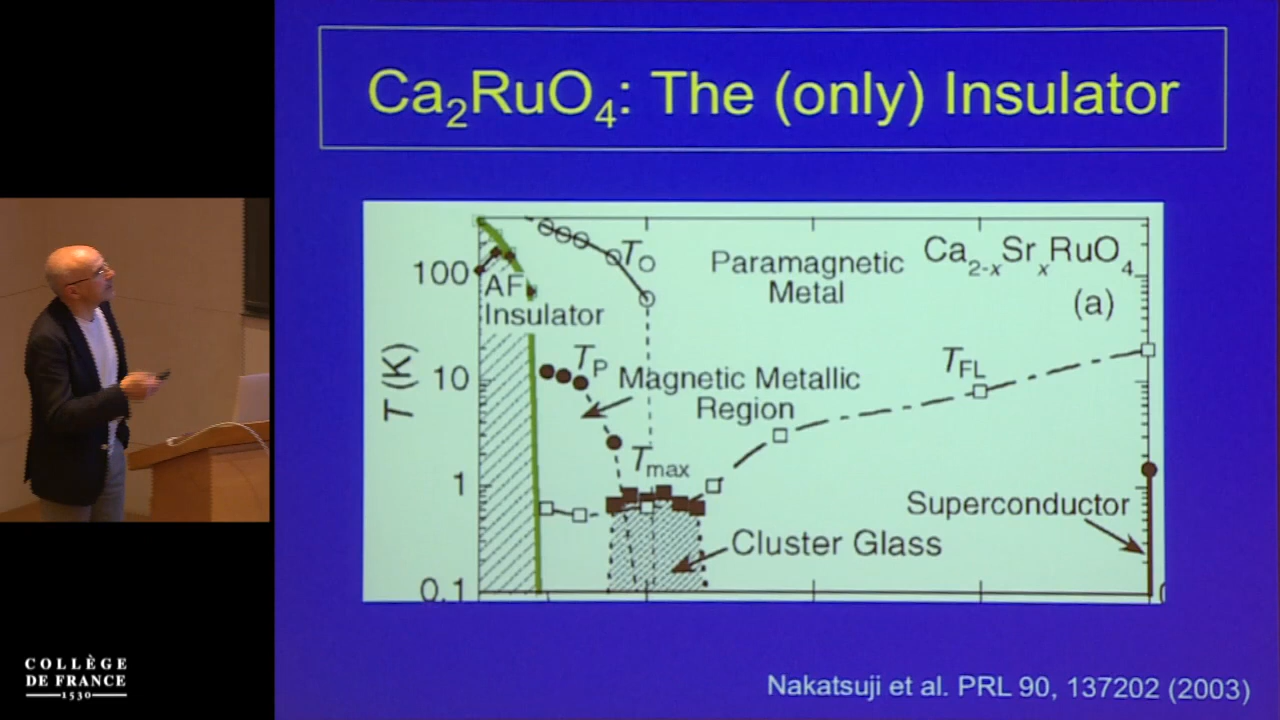 Ca₂RuO₄: The (only) Insulator
100
10
1
0.1
T (K)
AF
Insulator
T_O
Paramagnetic
Metal
Ca₂₋ₓSrₓRuO₄
(a)
T_P
Magnetic Metallic
Region
T_FL
T_max
Superconductor
Cluster Glass
Nakatsuji et al. PRL 90, 137202 (2003)
COLLÈGE
DE FRANCE
1530